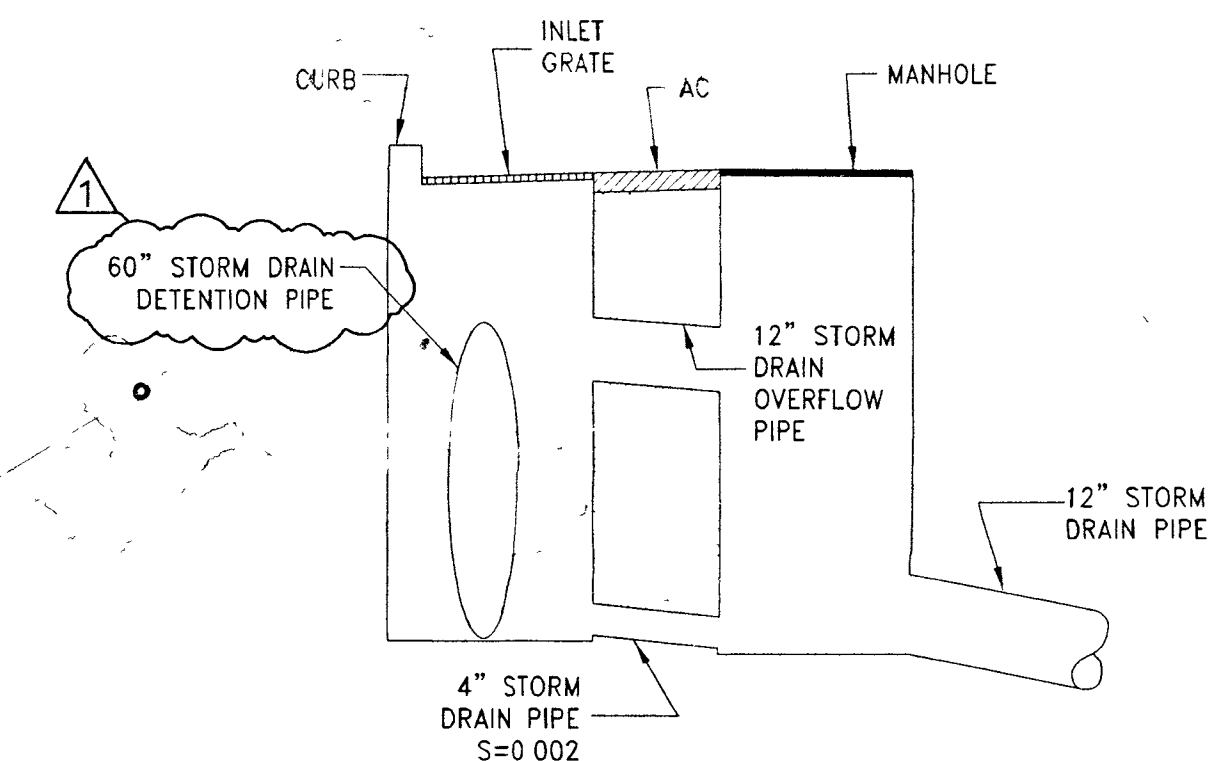 INLET
GRATE
CURB
AC
MANHOLE
1
60" STORM DRAIN
DETENTION PIPE
12" STORM
DRAIN
OVERFLOW
PIPE
12" STORM
DRAIN PIPE
4" STORM
DRAIN PIPE
S=0 002